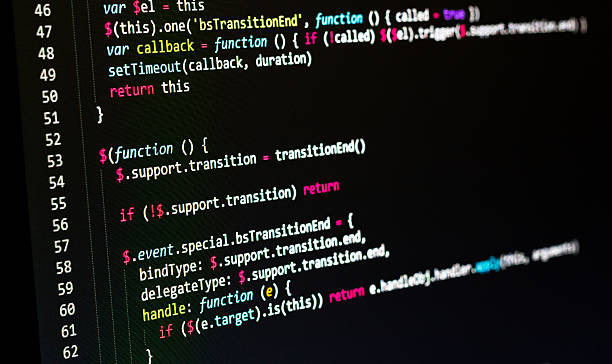 46 var $el = this
47 $(this).one('bsTransitionEnd', function () { called = true })
48 var callback = function () { if (!called) $($el).trigger($.support.transition.end) }
49 setTimeout(callback, duration)
50 return this
51 }
52
53 $(function () {
54 $.support.transition = transitionEnd()
55
56 if (!$.support.transition) return
57
58 $.event.special.bsTransitionEnd = {
59 bindType: $.support.transition.end,
60 delegateType: $.support.transition.end,
61 handle: function (e) {
62 if ($(e.target).is(this)) return e.handleObj.handler.apply(this, arguments)
}